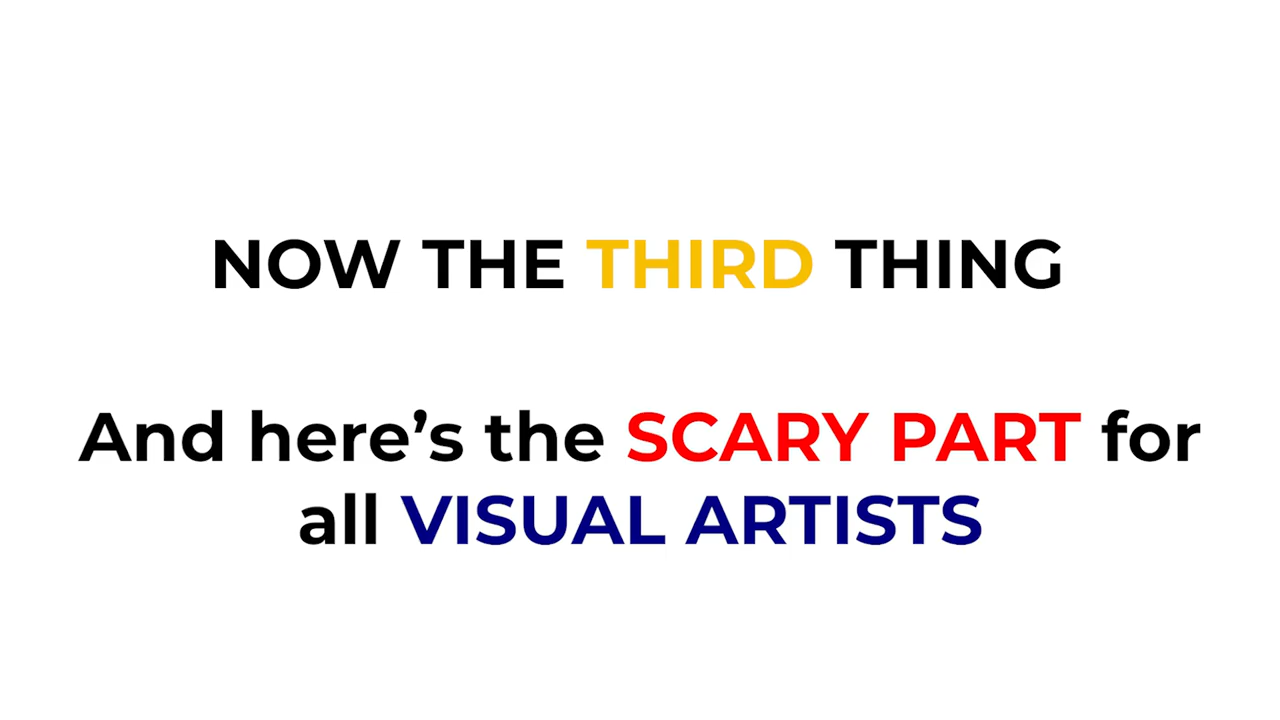 NOW THE THIRD THING
And here’s the SCARY PART for
all VISUAL ARTISTS